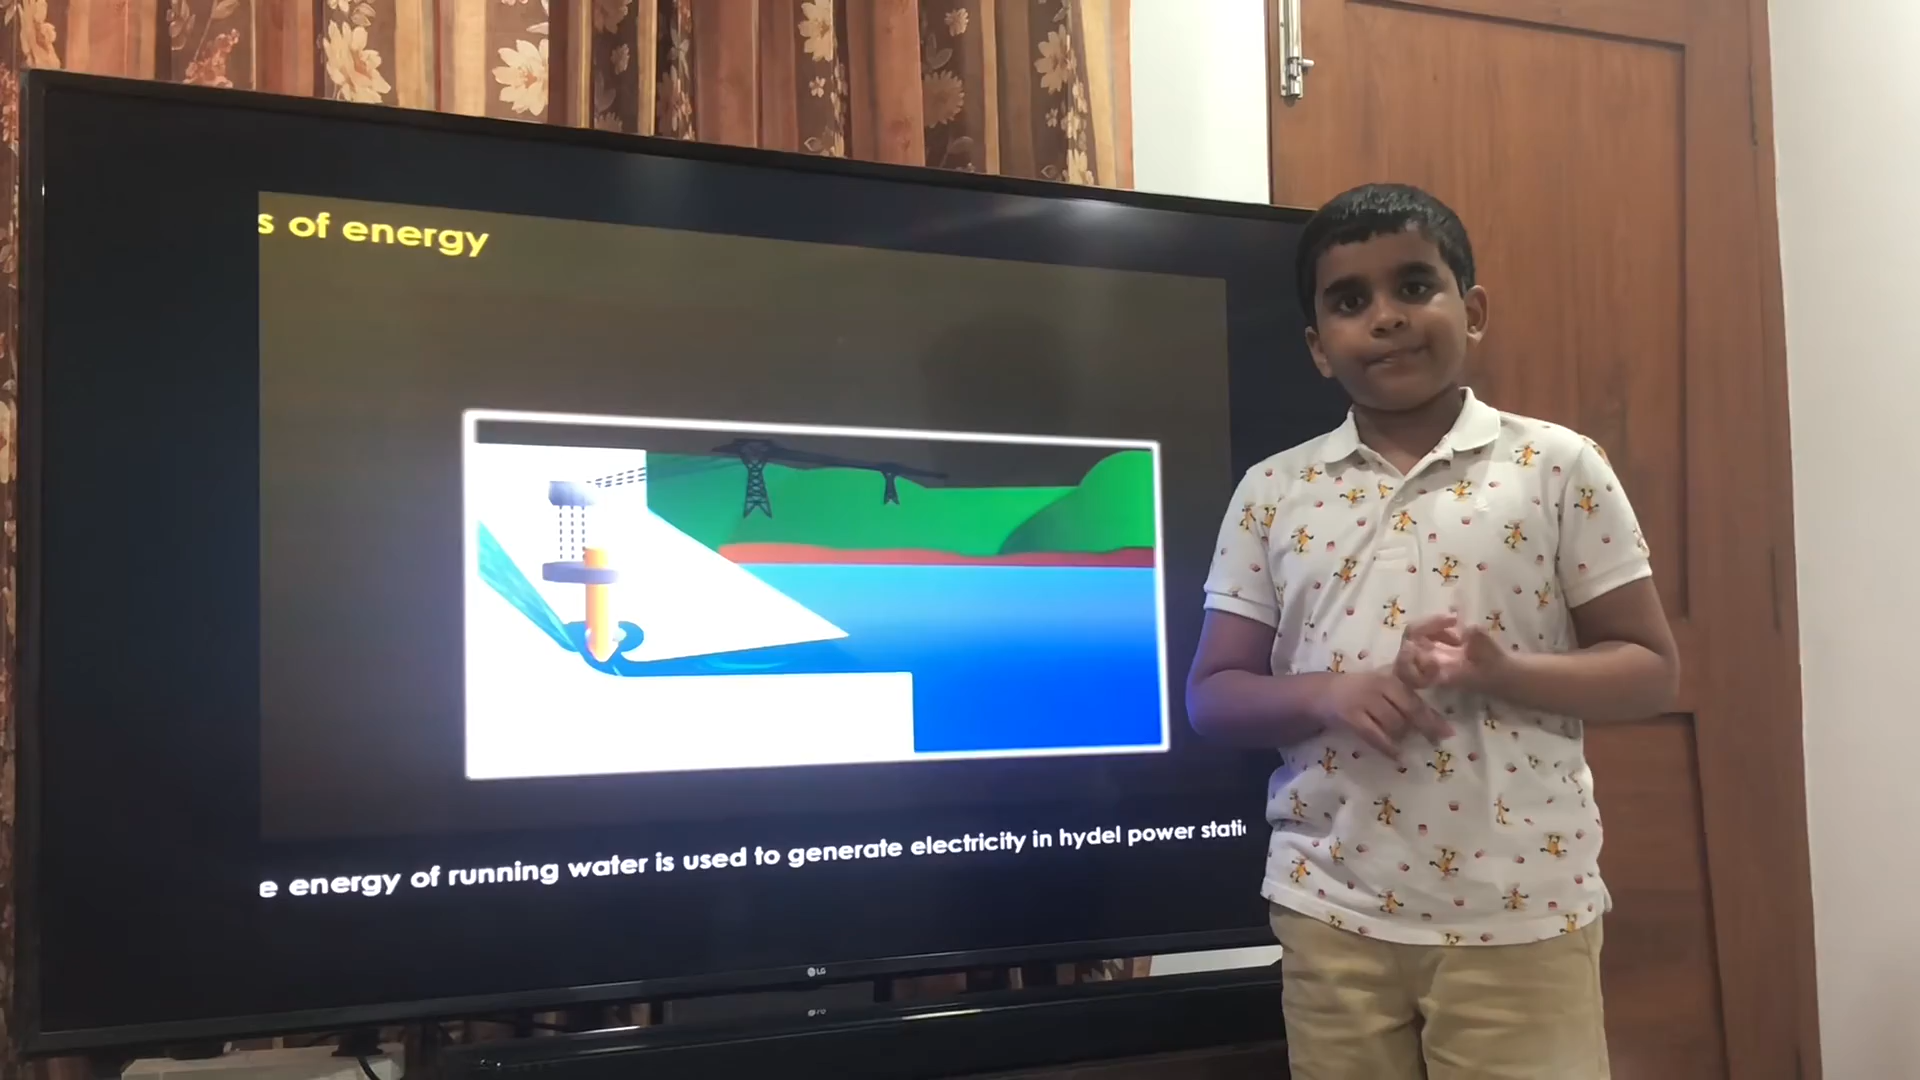 s of energy
e energy of running water is used to generate electricity in hydel power stati
LG